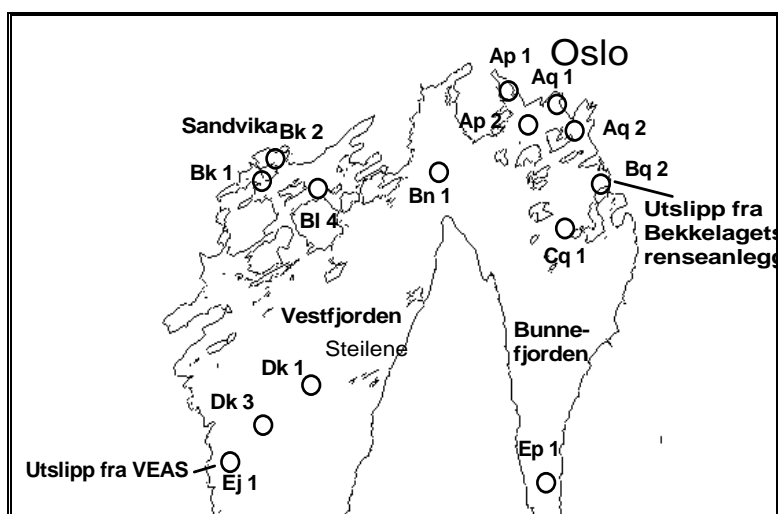 Oslo
Ap 1
Aq 1
Ap 2
Aq 2
Sandvika
Bk 2
Bk 1
Bl 4
Bn 1
Bq 2
Utslipp fra
Bekkelagets
renseanlegg
Cq 1
Vestfjorden
Steilene
Bunne-
fjorden
Dk 1
Dk 3
Utslipp fra VEAS
Ej 1
Ep 1